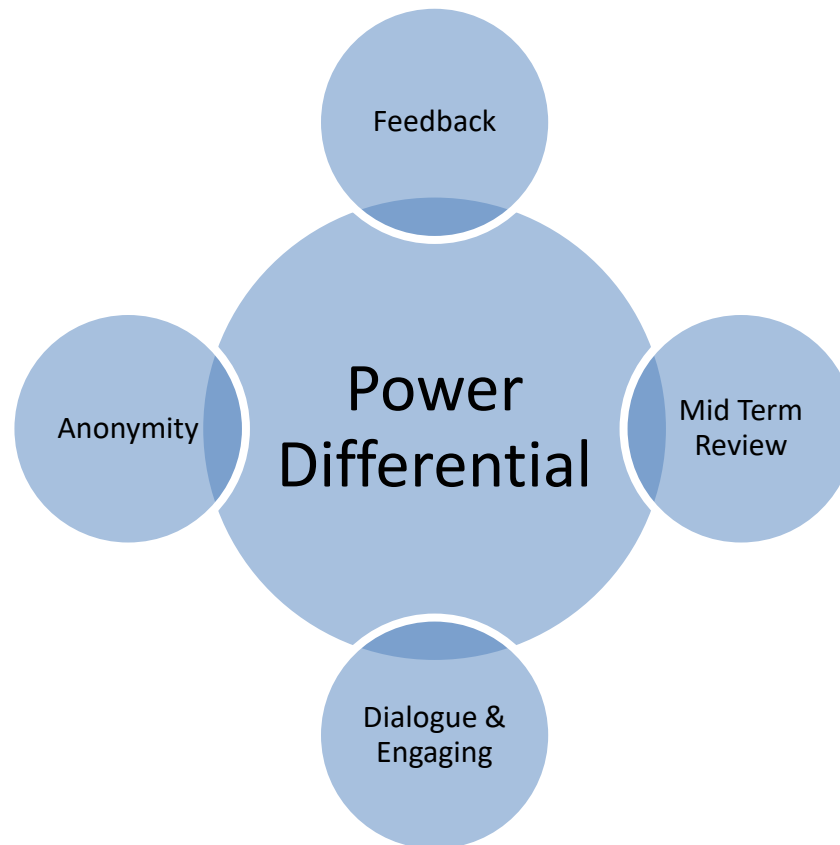 Feedback
Power
Differential
Anonymity
Mid Term
Review
Dialogue &
Engaging